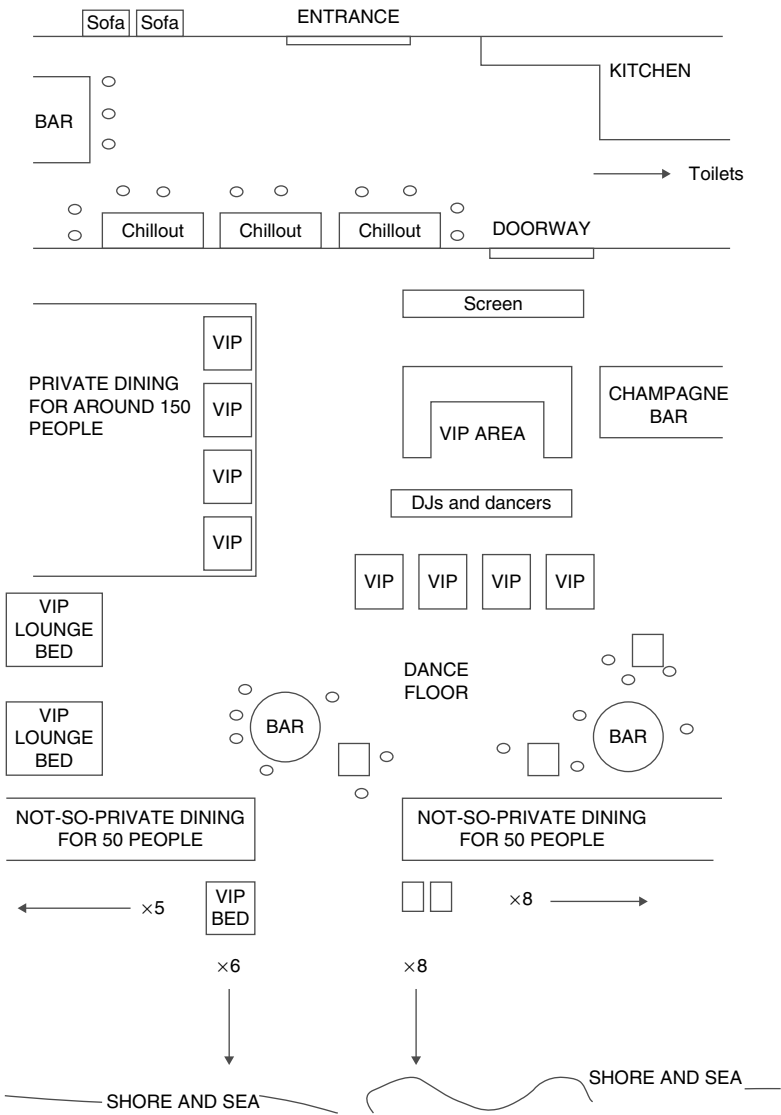 ENTRANCE
Sofa
Sofa
KITCHEN
BAR
Toilets
Chillout
Chillout
Chillout
DOORWAY
Screen
VIP
PRIVATE DINING
FOR AROUND 150
PEOPLE
VIP
VIP
VIP
CHAMPAGNE
BAR
VIP AREA
DJs and dancers
VIP
VIP
VIP
VIP
VIP
LOUNGE
BED
DANCE
FLOOR
VIP
LOUNGE
BED
BAR
BAR
NOT-SO-PRIVATE DINING
FOR 50 PEOPLE
NOT-SO-PRIVATE DINING
FOR 50 PEOPLE
×5
VIP
BED
×8
×6
×8
SHORE AND SEA
SHORE AND SEA